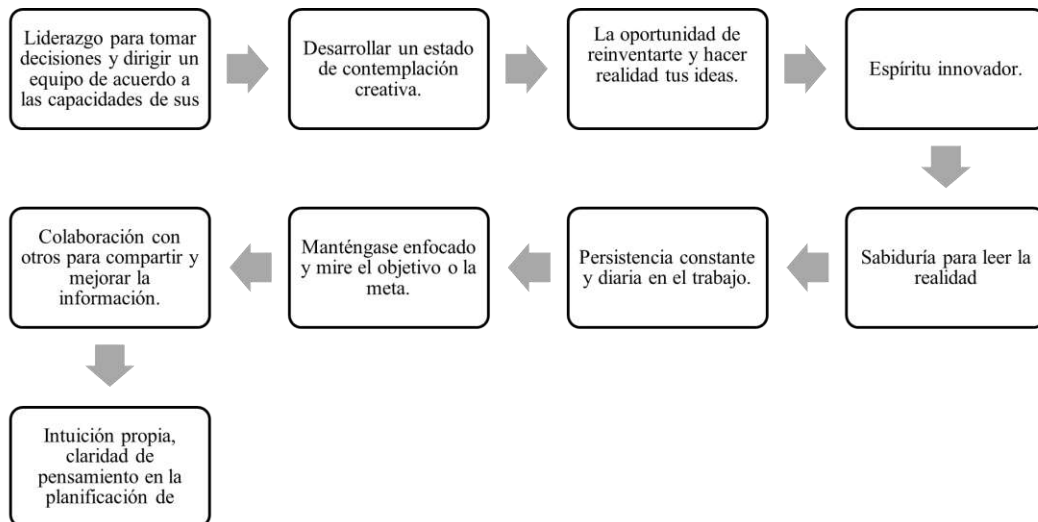 Liderazgo para tomar
decisiones y dirigir un
equipo de acuerdo a
las capacidades de sus
Desarrollar un estado
de contemplación
creativa.
La oportunidad de
reinventarte y hacer
realidad tus ideas.
Espíritu innovador.
Sabiduría para leer la
realidad
Persistencia constante
y diaria en el trabajo.
Manténgase enfocado
y mire el objetivo o la
meta.
Colaboración con
otros para compartir y
mejorar la
información.
Intuición propia,
claridad de
pensamiento en la
planificación de